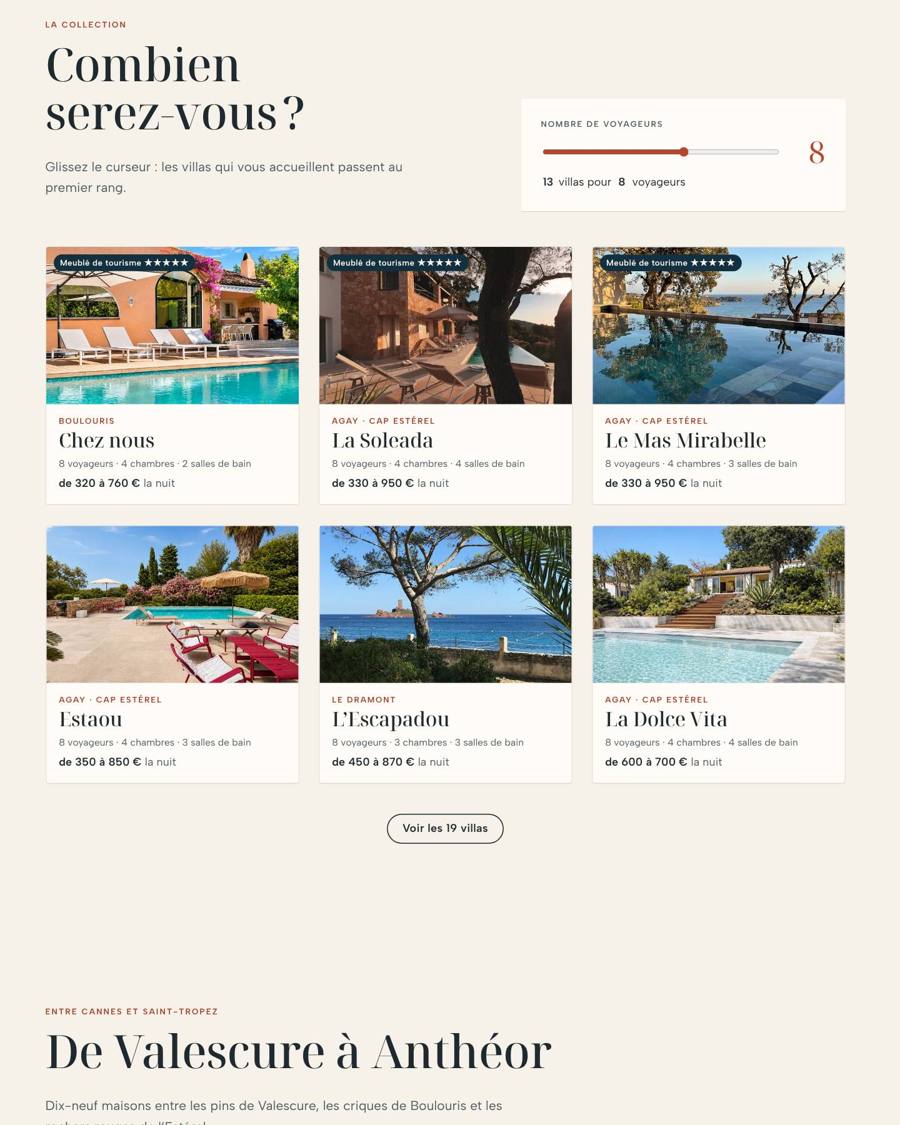 LA COLLECTION
Combien
serez-vous ?
Glissez le curseur : les villas qui vous accueillent passent au
premier rang.
NOMBRE DE VOYAGEURS
8
13 villas pour 8 voyageurs
Meublé de tourisme ★★★★★
BOULOURIS
Chez nous
8 voyageurs · 4 chambres · 2 salles de bain
de 320 à 760 € la nuit
Meublé de tourisme ★★★★★
AGAY · CAP ESTÉREL
La Soleada
8 voyageurs · 4 chambres · 4 salles de bain
de 330 à 950 € la nuit
Meublé de tourisme ★★★★★
AGAY · CAP ESTÉREL
Le Mas Mirabelle
8 voyageurs · 4 chambres · 3 salles de bain
de 330 à 950 € la nuit
AGAY · CAP ESTÉREL
Estaou
8 voyageurs · 4 chambres · 3 salles de bain
de 350 à 850 € la nuit
LE DRAMONT
L’Escapadou
8 voyageurs · 3 chambres · 3 salles de bain
de 450 à 870 € la nuit
AGAY · CAP ESTÉREL
La Dolce Vita
8 voyageurs · 4 chambres · 4 salles de bain
de 600 à 700 € la nuit
Voir les 19 villas
ENTRE CANNES ET SAINT-TROPEZ
De Valescure à Anthéor
Dix-neuf maisons entre les pins de Valescure, les criques de Boulouris et les